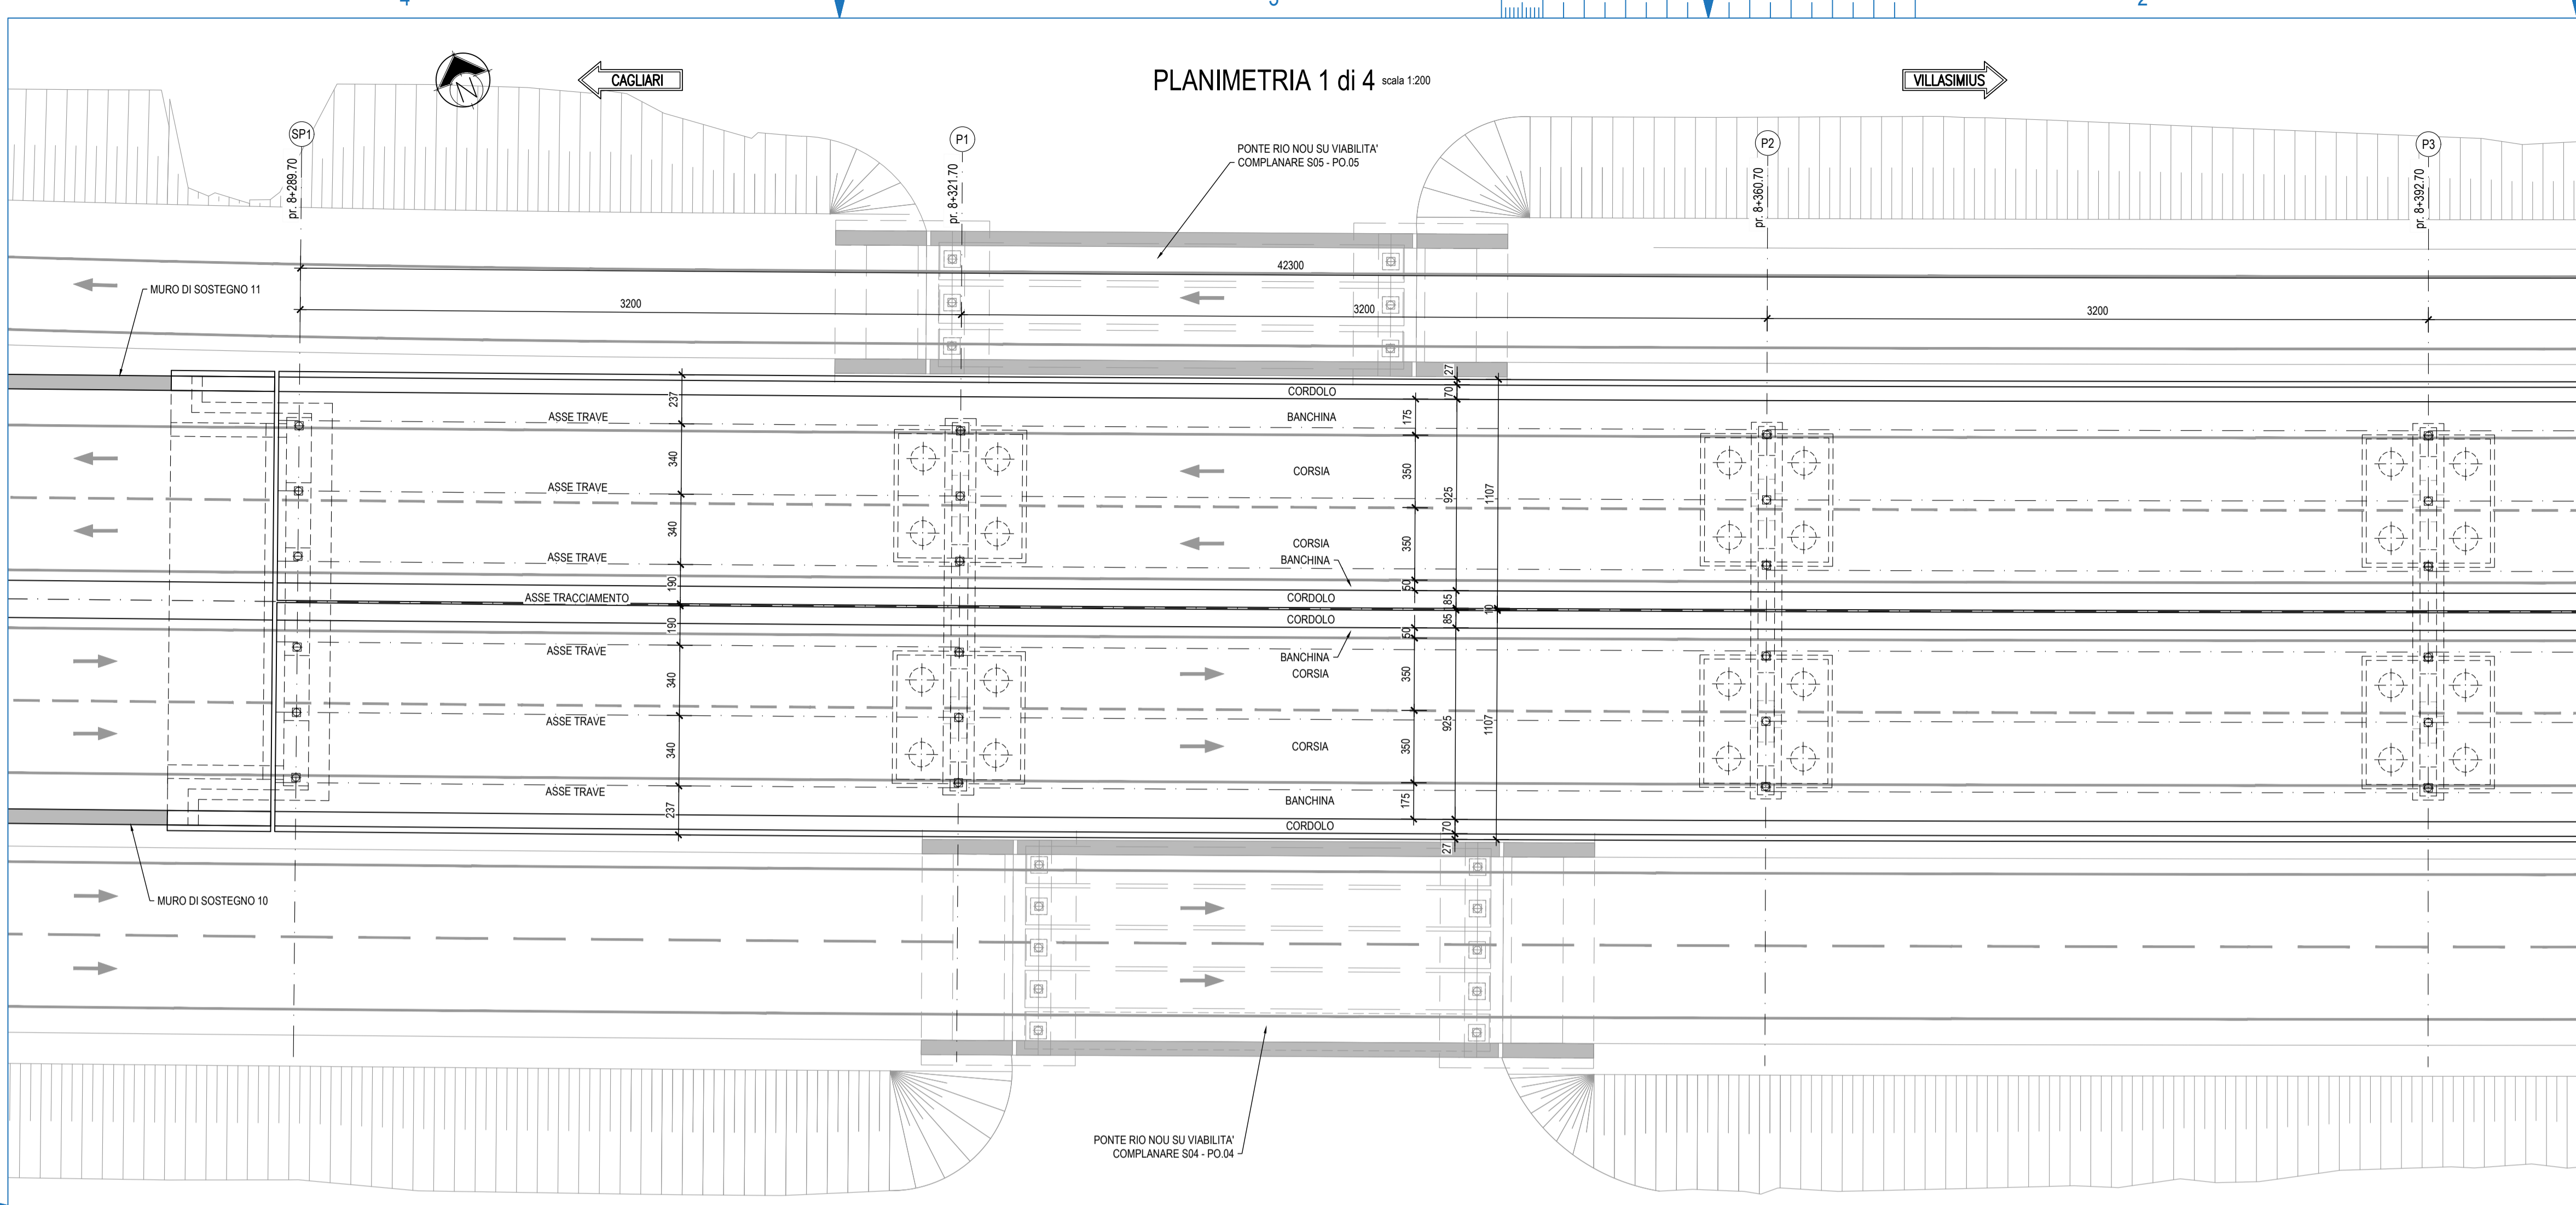 4
3
2
N
CAGLIARI
PLANIMETRIA 1 di 4 scala 1:200
VILLASIMIUS
SP1
P1
P2
P3
pr. 8+289.70
pr. 8+321.70
pr. 8+360.70
pr. 8+392.70
PONTE RIO NOU SU VIABILITA'
COMPLANARE S05 - PO.05
42300
3200
3200
3200
MURO DI SOSTEGNO 11
237
27
70
CORDOLO
ASSE TRAVE
BANCHINA
175
340
CORSIA
350
925
1107
ASSE TRAVE
340
CORSIA
350
ASSE TRAVE
BANCHINA
190
50
ASSE TRACCIAMENTO
CORDOLO
85
10
CORDOLO
85
190
50
ASSE TRAVE
BANCHINA
CORSIA
340
350
ASSE TRAVE
925
1107
340
CORSIA
350
ASSE TRAVE
BANCHINA
237
175
CORDOLO
70
27
MURO DI SOSTEGNO 10
PONTE RIO NOU SU VIABILITA'
COMPLANARE S04 - PO.04